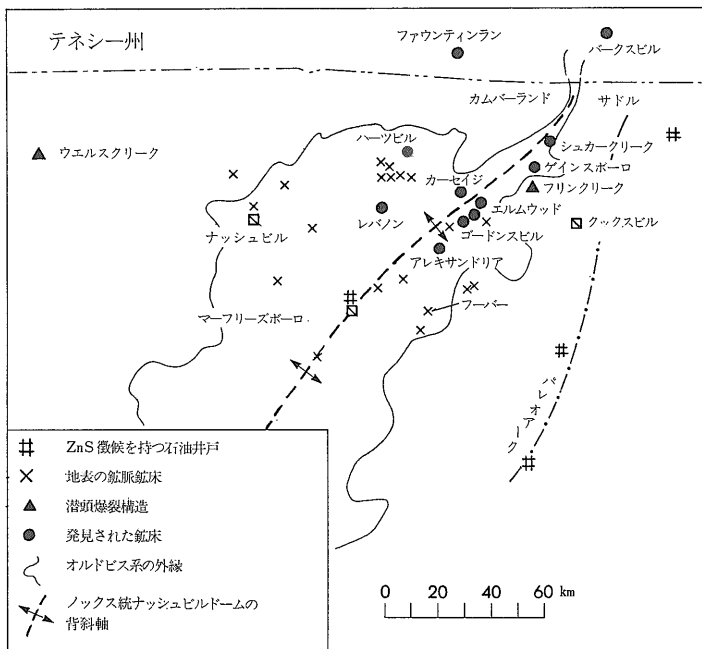 テネシー州
ファウンティンラン
バークスビル
カムバーランド
サドル
ウエルスクリーク
ハーツビル
シュガークリーク
カーセイジ
ゲインスボーロ
フリンクリーク
レバノン
エルムウッド
ナッシュビル
ゴードンスビル
クックスビル
アレキサンドリア
マーフリーズボーロ
フーバー
パレオアーク
ZnS徴候を持つ石油井戸
地表の鉱脈鉱床
潜頭爆裂構造
発見された鉱床
オルドビス系の外縁
ノックス統ナッシュビルドームの
背斜軸
0 20 40 60 km